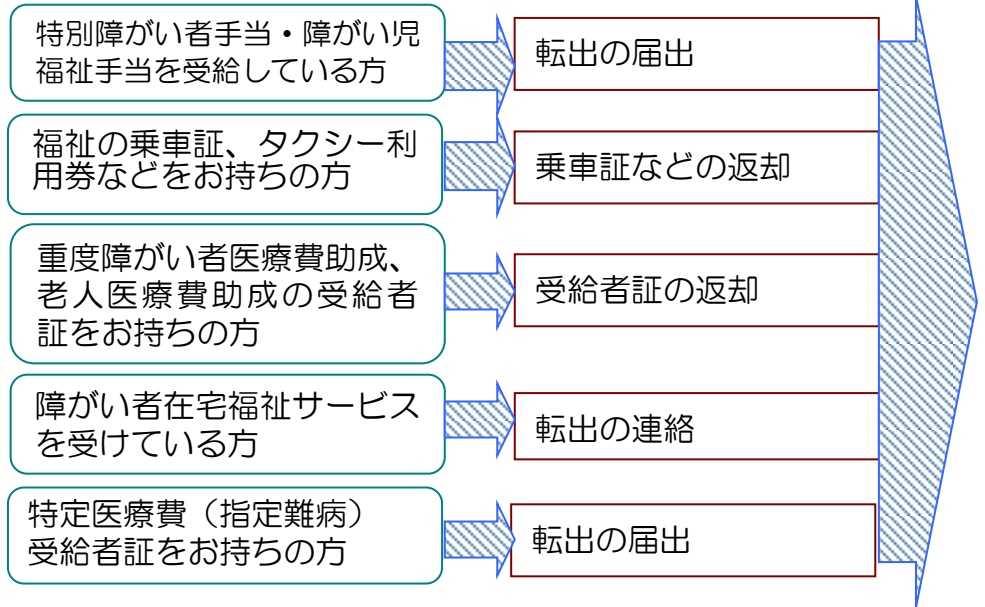 特別障がい者手当・障がい児
福祉手当を受給している方
転出の届出
福祉の乗車証、タクシー利
用券などをお持ちの方
乗車証などの返却
重度障がい者医療費助成、
老人医療費助成の受給者
証をお持ちの方
受給者証の返却
障がい者在宅福祉サービス
を受けている方
転出の連絡
特定医療費（指定難病）
受給者証をお持ちの方
転出の届出